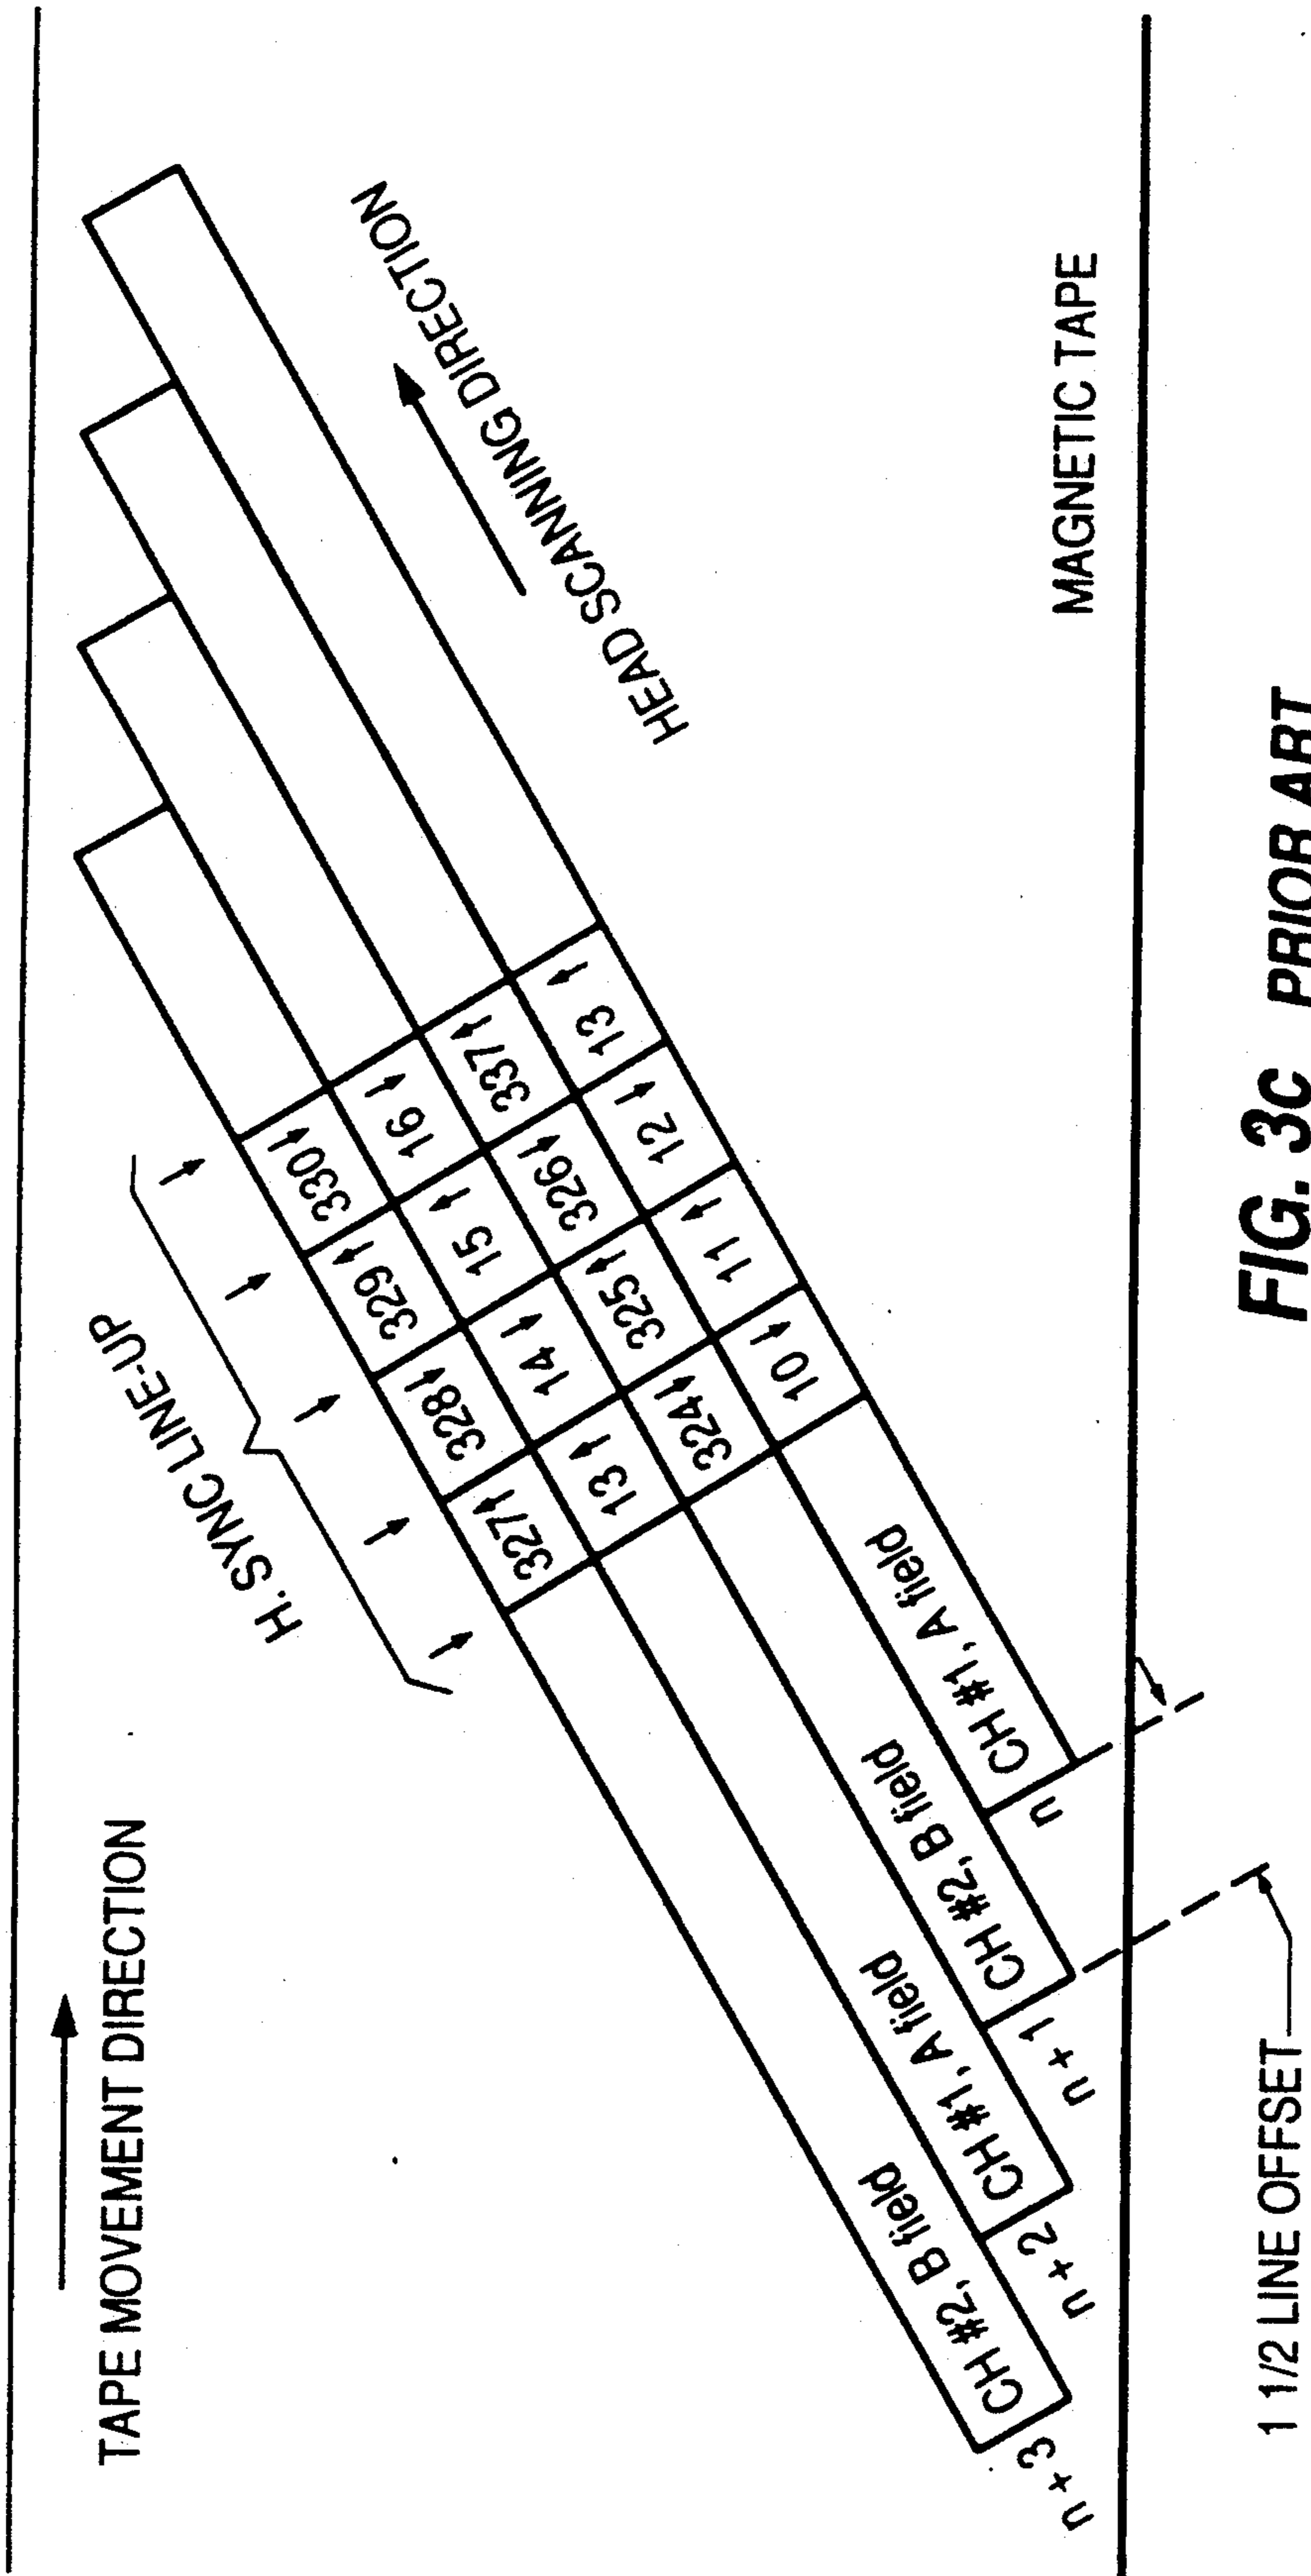 TAPE MOVEMENT DIRECTION
H. SYNC LINE-UP
HEAD SCANNING DIRECTION
327 328 329 330
13 14 15 16
324 325 326 337
10 11 12 13
n + 3 CH #2, B field
n + 2 CH #1, A field
n + 1 CH #2, B field
n CH #1, A field
MAGNETIC TAPE
1 1/2 LINE OFFSET
FIG. 3c PRIOR ART